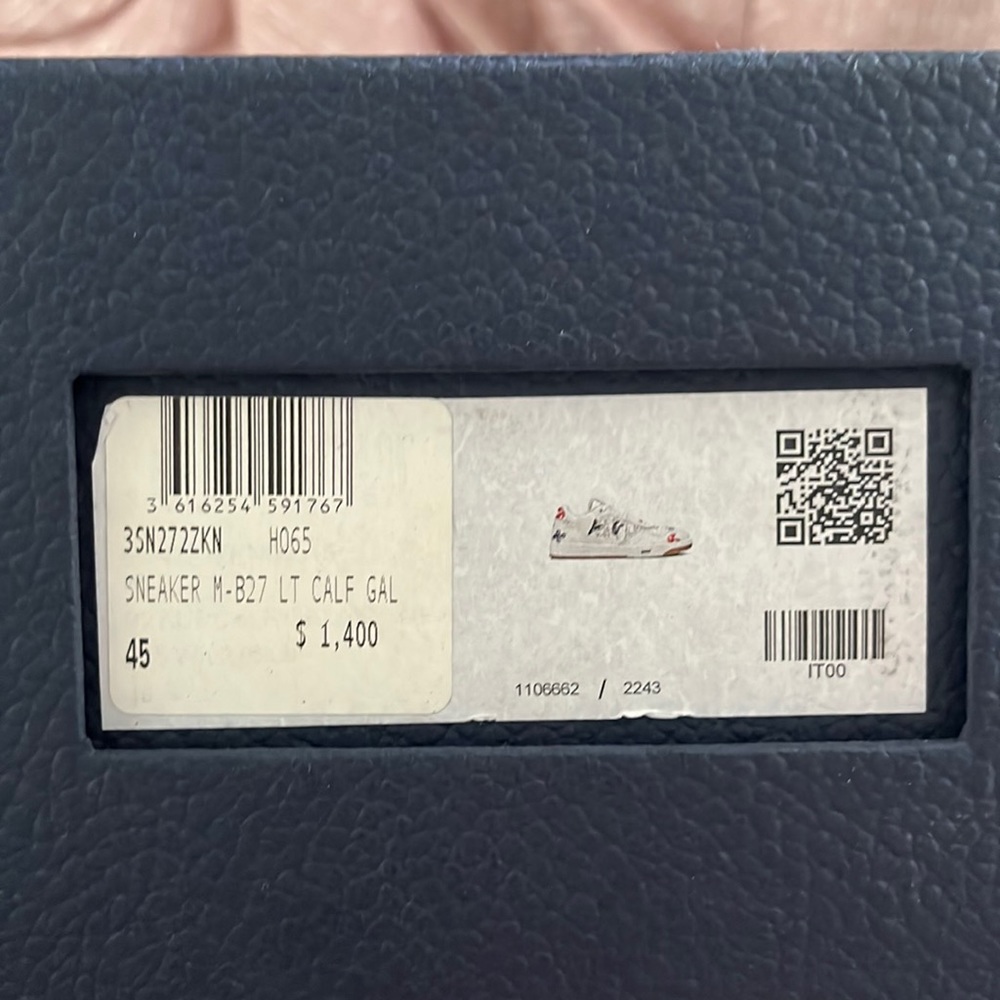 3 616254 591767
3SN272ZKN H065
SNEAKER M-B27 LT CALF GAL
$ 1,400
45
1106662 / 2243
IT00